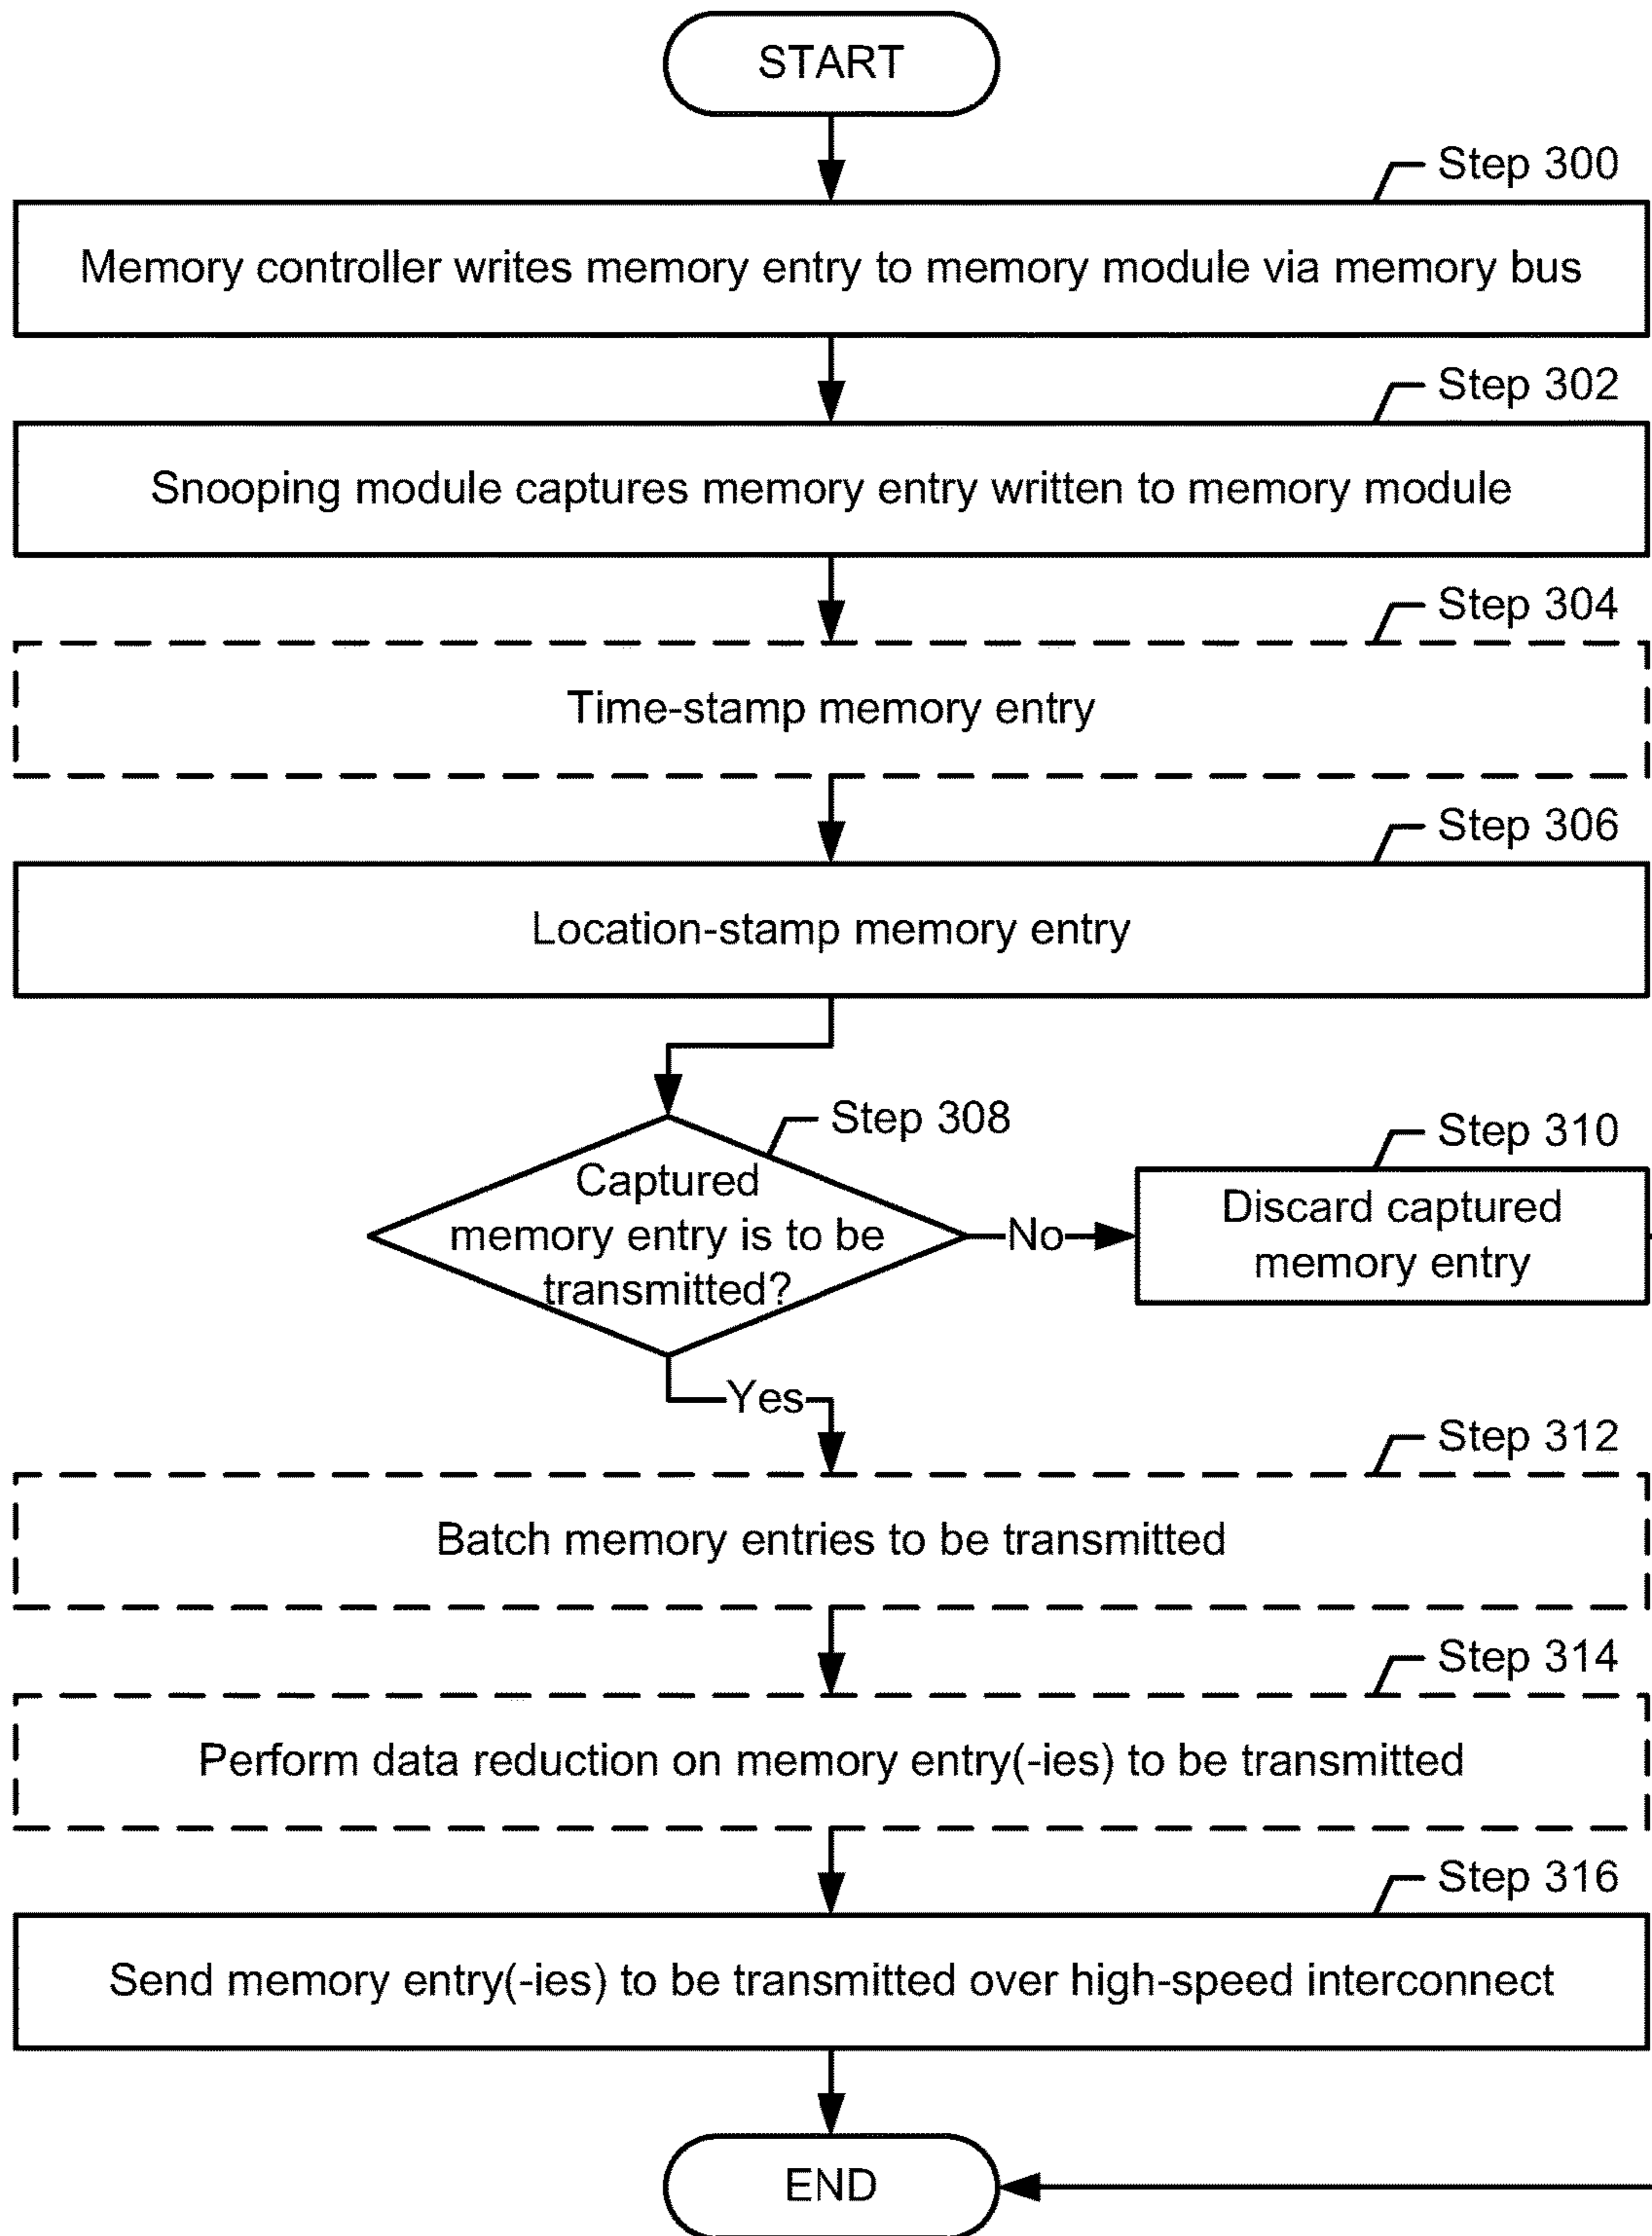 START
Step 300
Memory controller writes memory entry to memory module via memory bus
Step 302
Snooping module captures memory entry written to memory module
Step 304
Time-stamp memory entry
Step 306
Location-stamp memory entry
Step 308
Captured
memory entry is to be
transmitted?
No
Step 310
Discard captured
memory entry
Yes
Step 312
Batch memory entries to be transmitted
Step 314
Perform data reduction on memory entry(-ies) to be transmitted
Step 316
Send memory entry(-ies) to be transmitted over high-speed interconnect
END